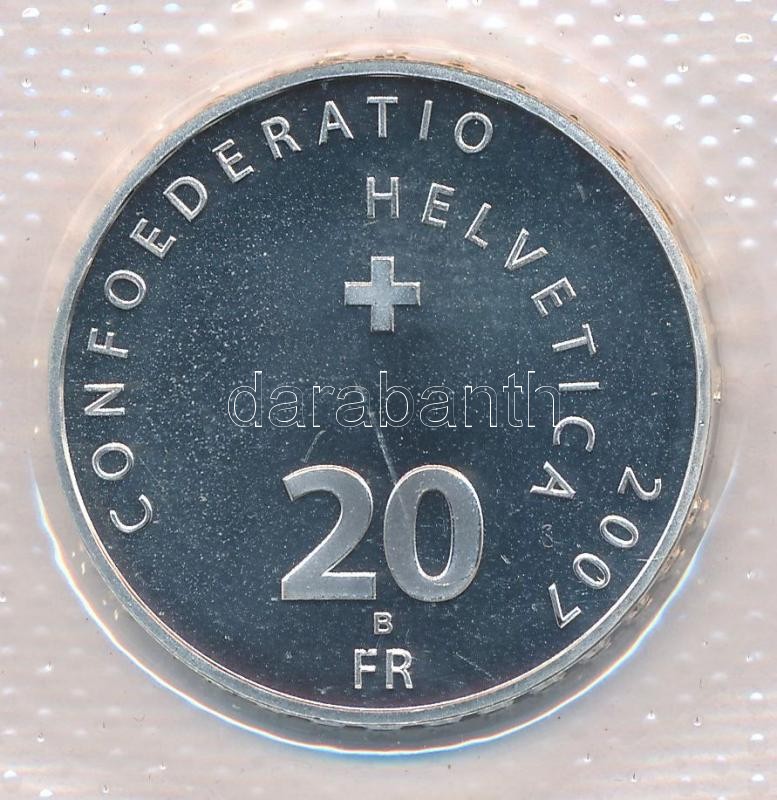 CONFOEDERATIO
HELVETICA
2007
darabanth
20
B
FR